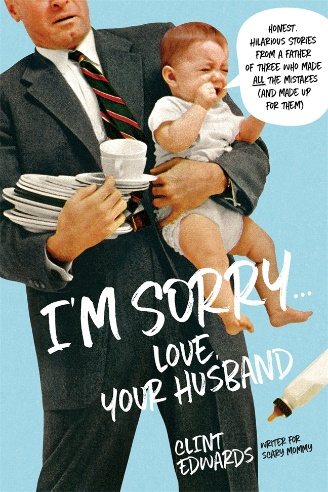 HONEST,
HILARIOUS STORIES
FROM A FATHER
OF THREE WHO MADE
ALL THE MISTAKES
(AND MADE UP
FOR THEM)
I'M SORRY...
LOVE,
YOUR HUSBAND
CLINT
EDWARDS
WRITER FOR
SCARY MOMMY